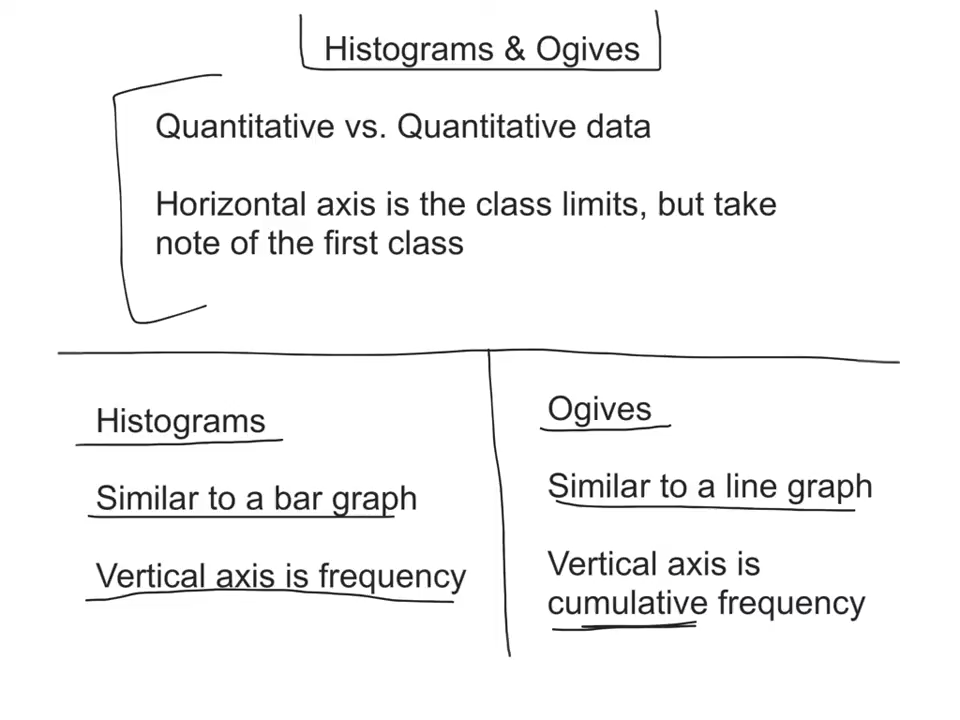 Histograms & Ogives
Quantitative vs. Quantitative data
Horizontal axis is the class limits, but take
note of the first class
Histograms
Similar to a bar graph
Vertical axis is frequency
Ogives
Similar to a line graph
Vertical axis is
cumulative frequency